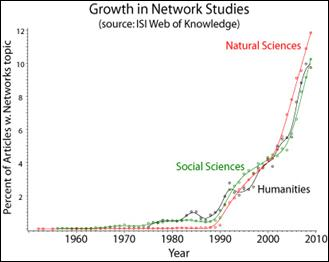 Growth in Network Studies
(source: ISI Web of Knowledge)
Percent of Articles w. Networks topic
12
10
8
6
4
2
Natural Sciences
Social Sciences
Humanities
1960
1970
1980
1990
2000
2010
Year